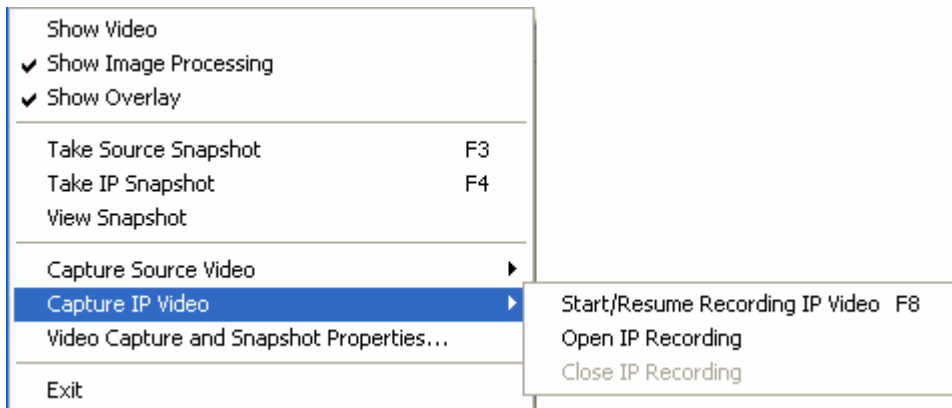 Show Video
Show Image Processing
Show Overlay
Take Source Snapshot F3
Take IP Snapshot F4
View Snapshot
Capture Source Video
Capture IP Video
Video Capture and Snapshot Properties...
Exit
Start/Resume Recording IP Video F8
Open IP Recording
Close IP Recording